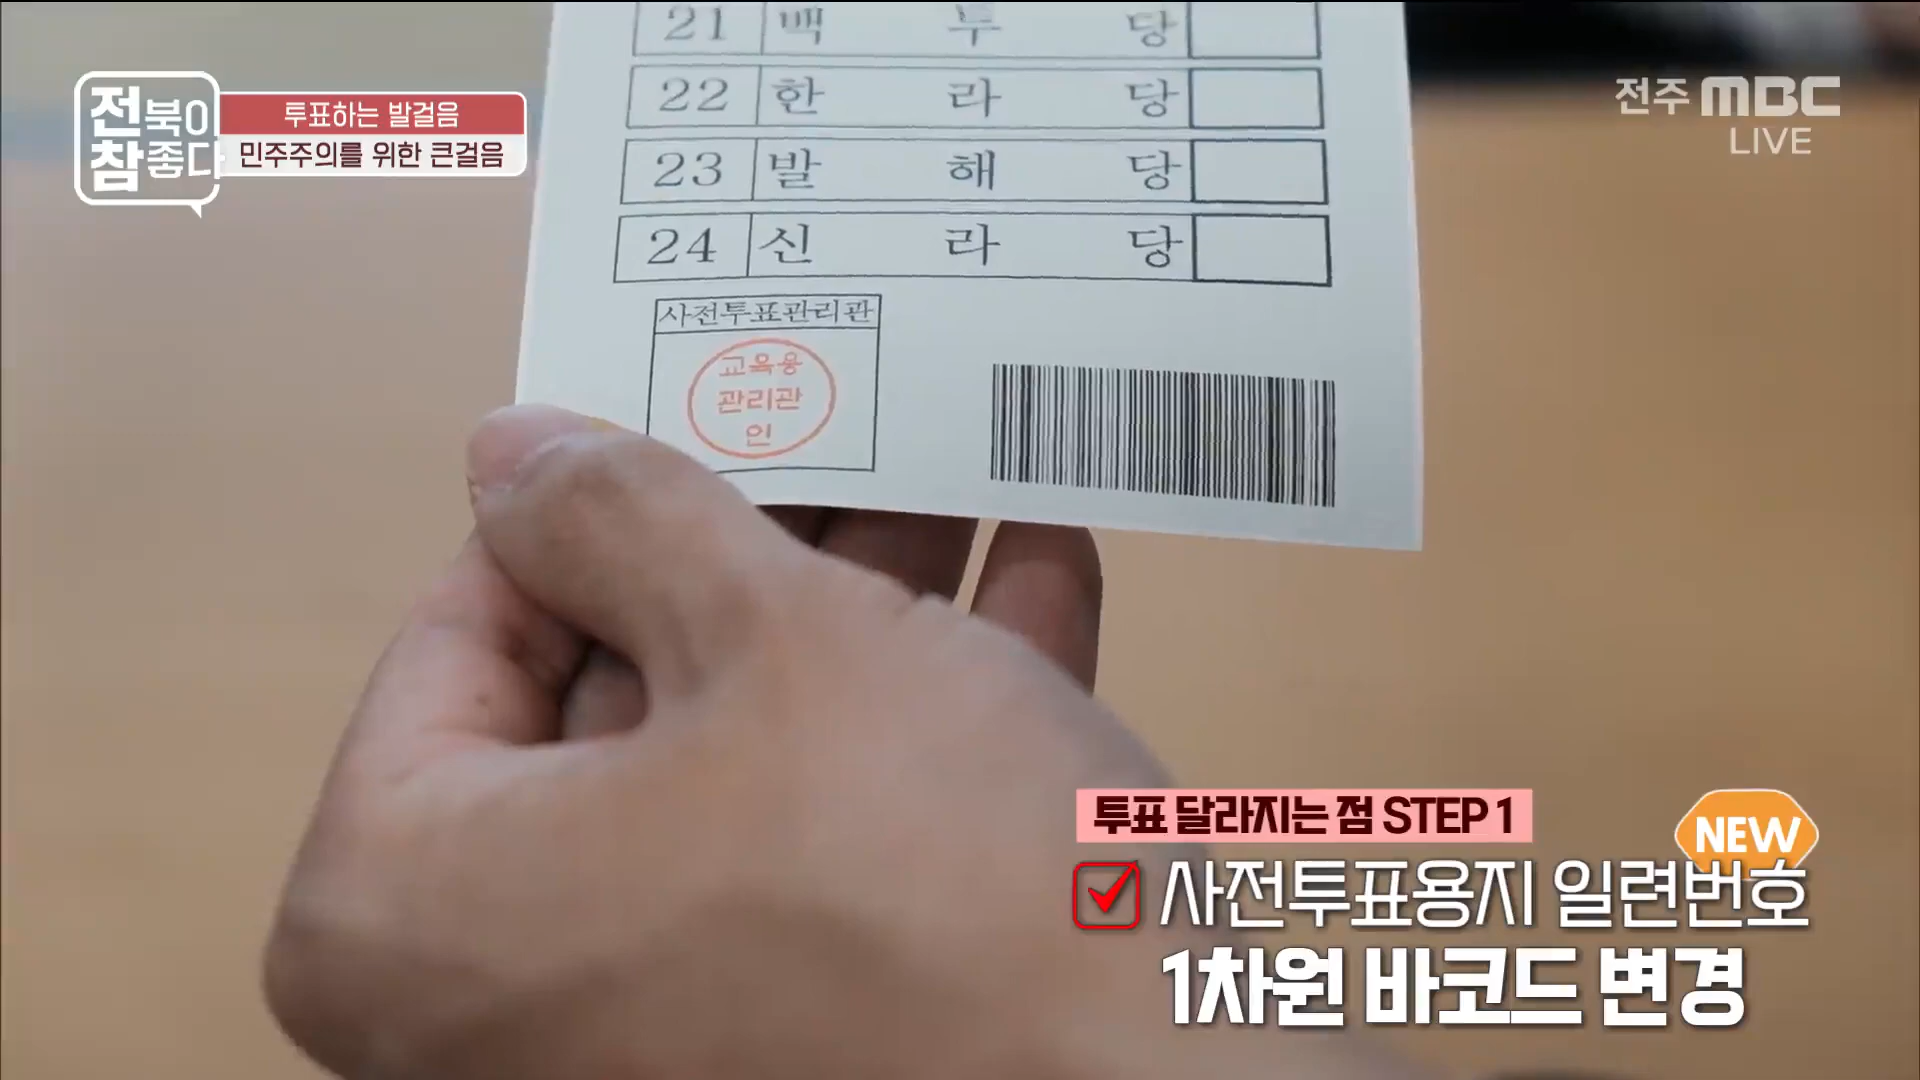 전북이
참좋다
투표하는 발걸음
민주주의를 위한 큰걸음
전주 MBC
LIVE
21 백 두 당
22 한 라 당
23 발 해 당
24 신 라 당
사전투표관리관
교육용
관리관
인
투표 달라지는 점 STEP 1
NEW
사전투표용지 일련번호
1차원 바코드 변경